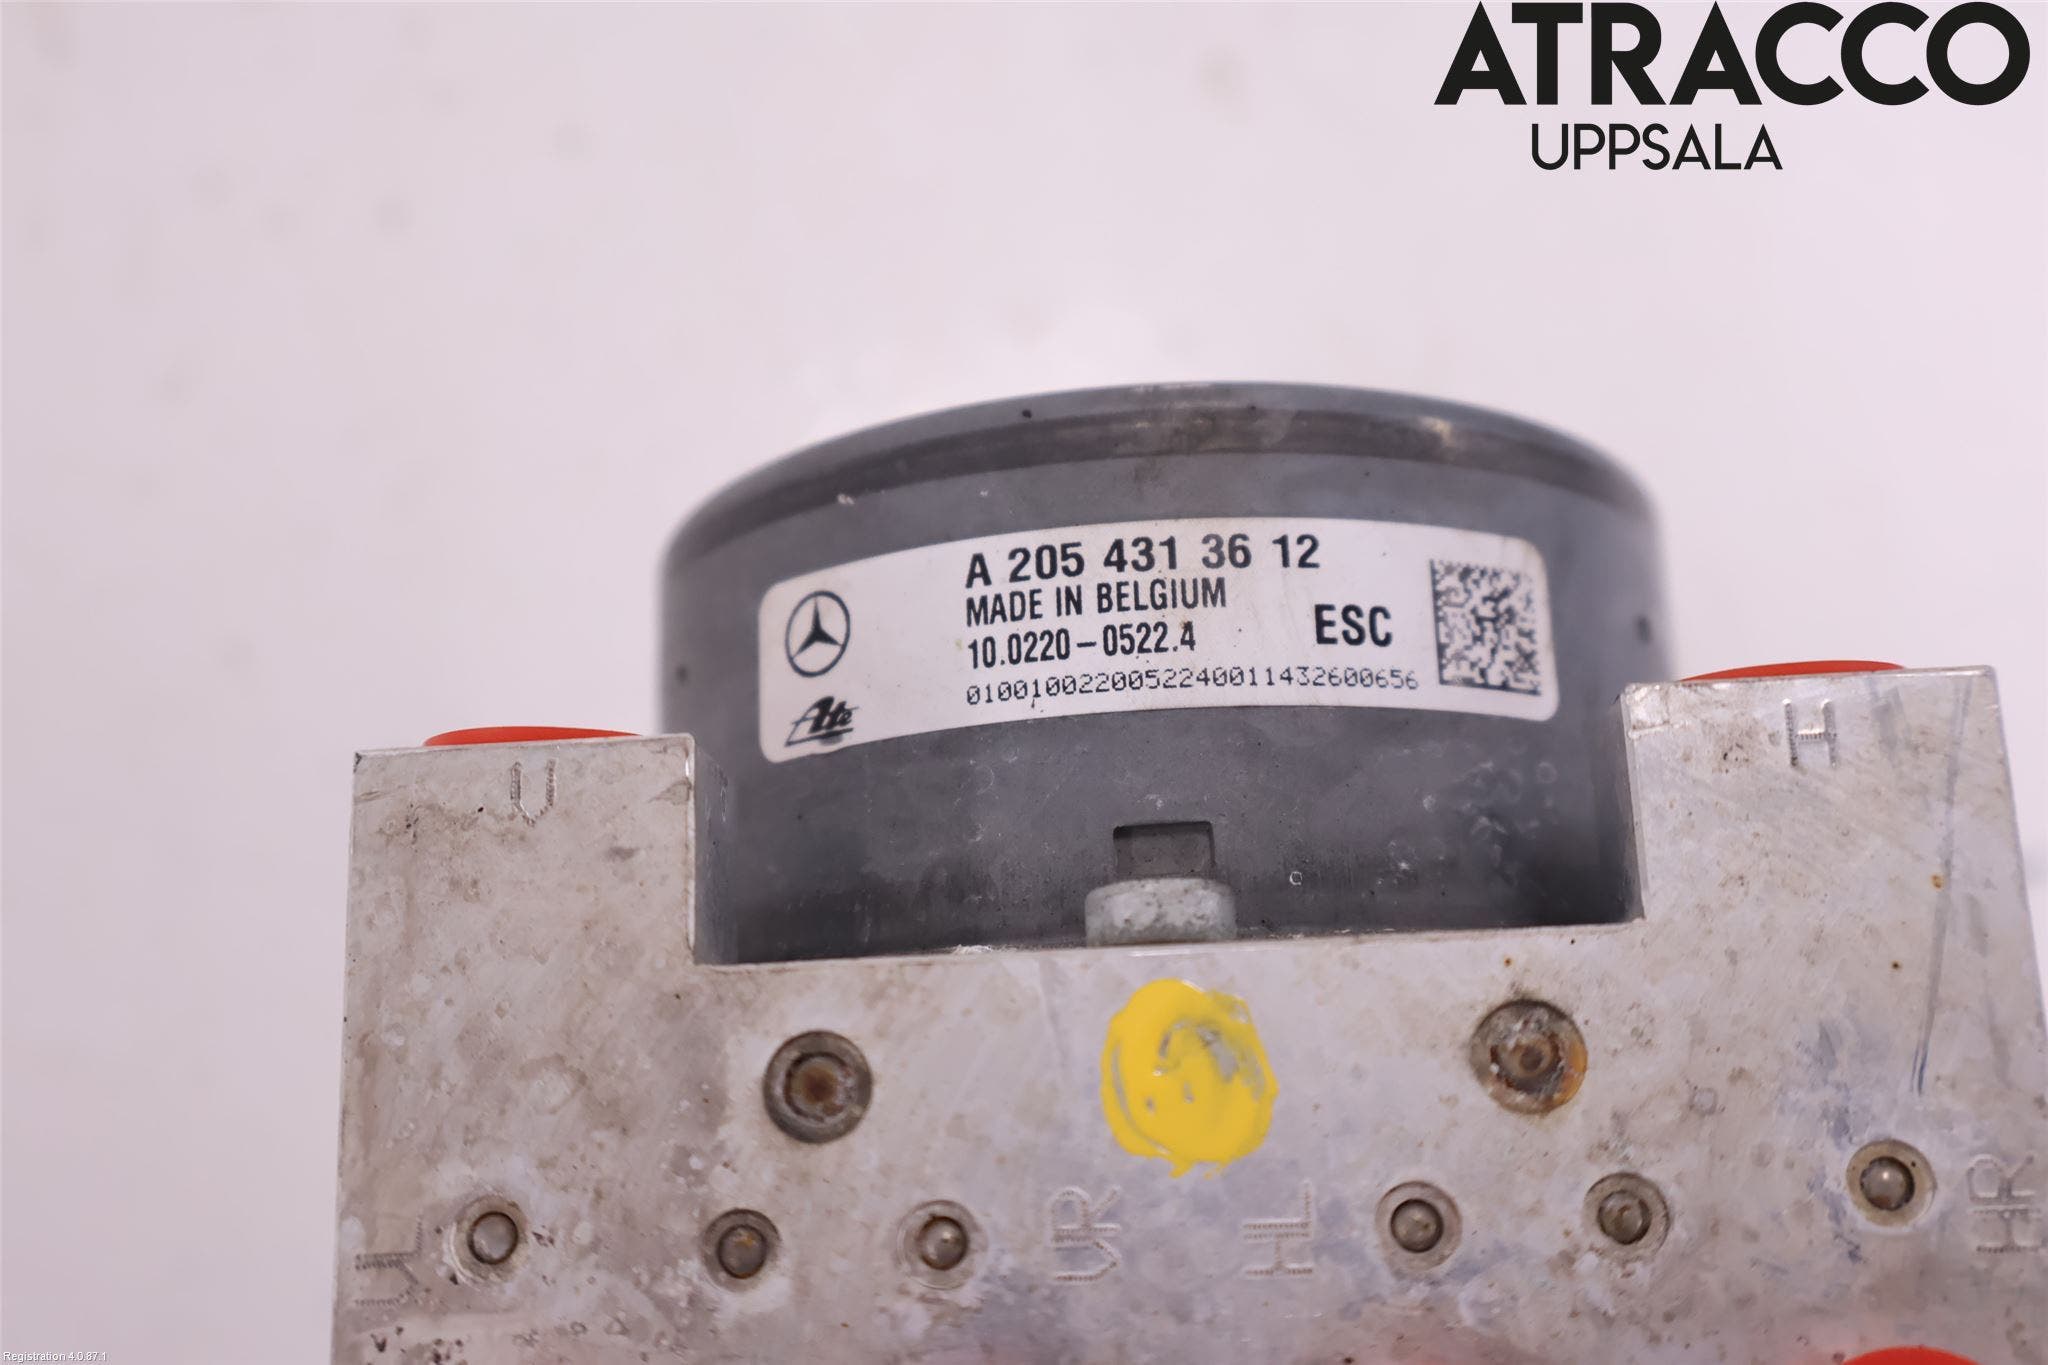 ATRACCO
UPPSALA
A 205 431 36 12
MADE IN BELGIUM
10.0220-0522.4
ESC
0100100220052240011432600656
Ate
V
H
VL
VR
HL
HR
Registration 4.0.87.1